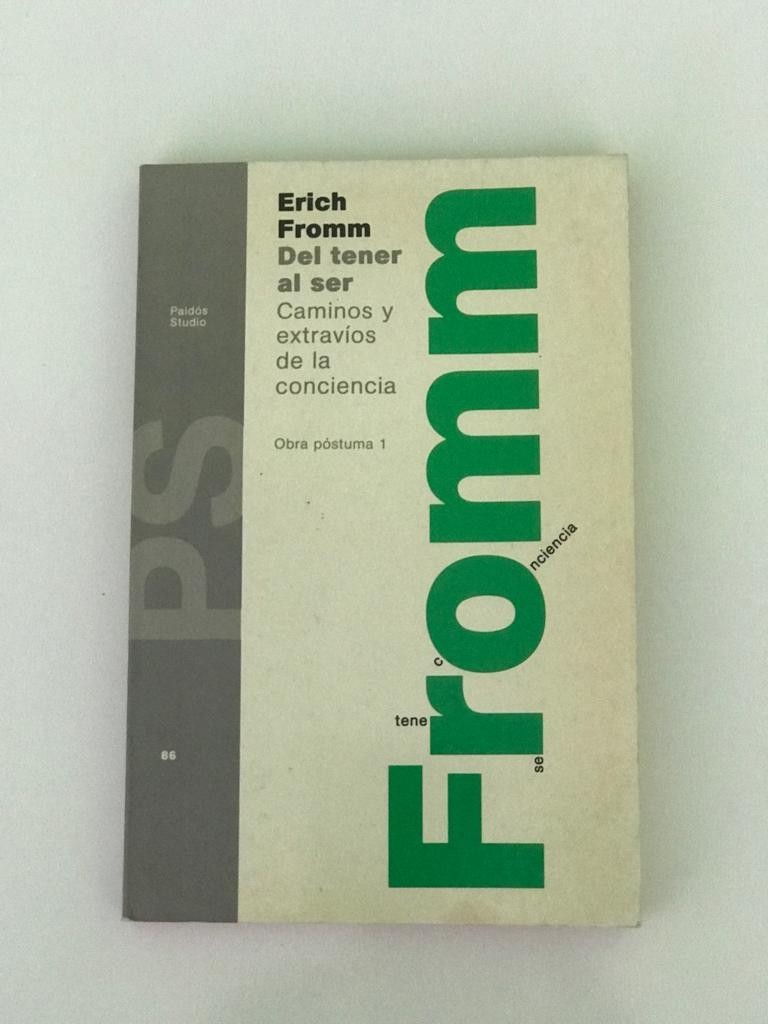 Erich
Fromm
Del tener
al ser
Caminos y
extravíos
de la
conciencia
Obra póstuma 1
Paidós
Studio
PS
86
Fromm
tene
c
nciencia
se